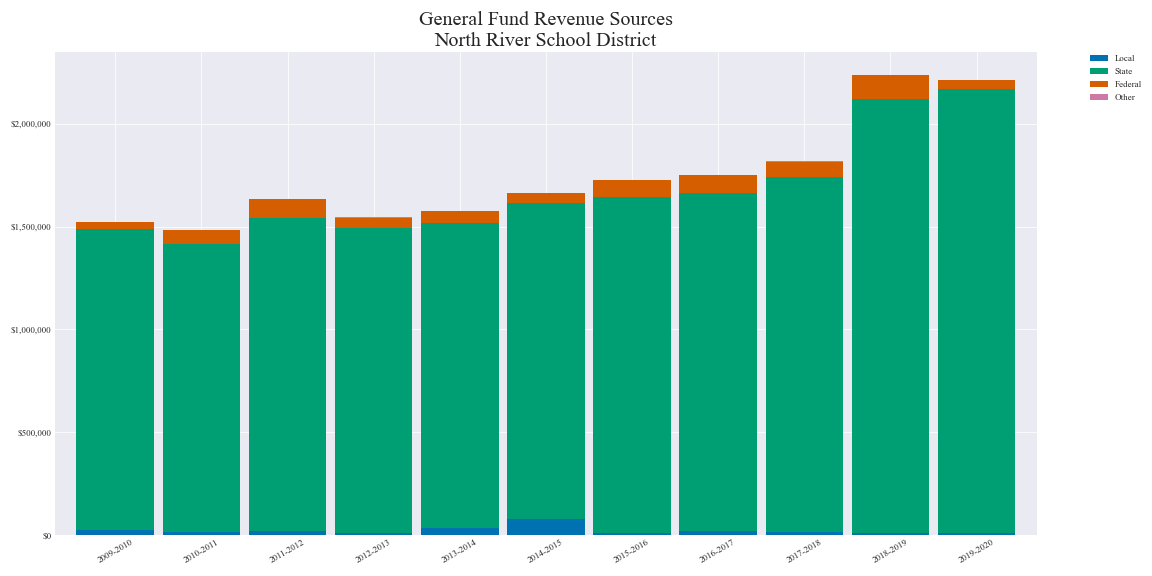 General Fund Revenue Sources
North River School District
Local
State
Federal
Other
$2,000,000
$1,500,000
$1,000,000
$500,000
$0
2009-2010
2010-2011
2011-2012
2012-2013
2013-2014
2014-2015
2015-2016
2016-2017
2017-2018
2018-2019
2019-2020